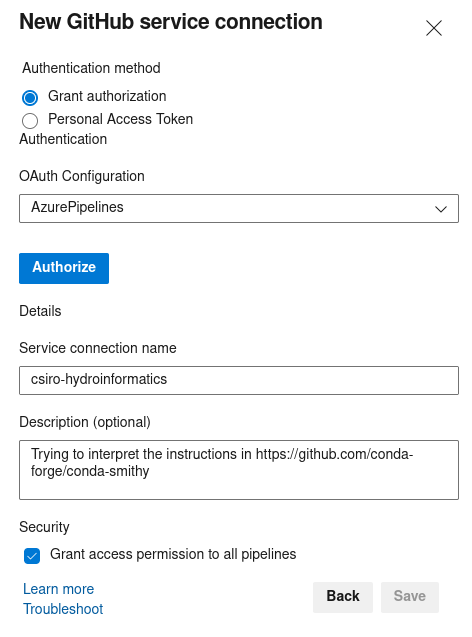 New GitHub service connection
Authentication method
Grant authorization
Personal Access Token
Authentication
OAuth Configuration
AzurePipelines
Authorize
Details
Service connection name
csiro-hydroinformatics
Description (optional)
Trying to interpret the instructions in https://github.com/conda-
forge/conda-smithy
Security
Grant access permission to all pipelines
Learn more
Troubleshoot
Back
Save